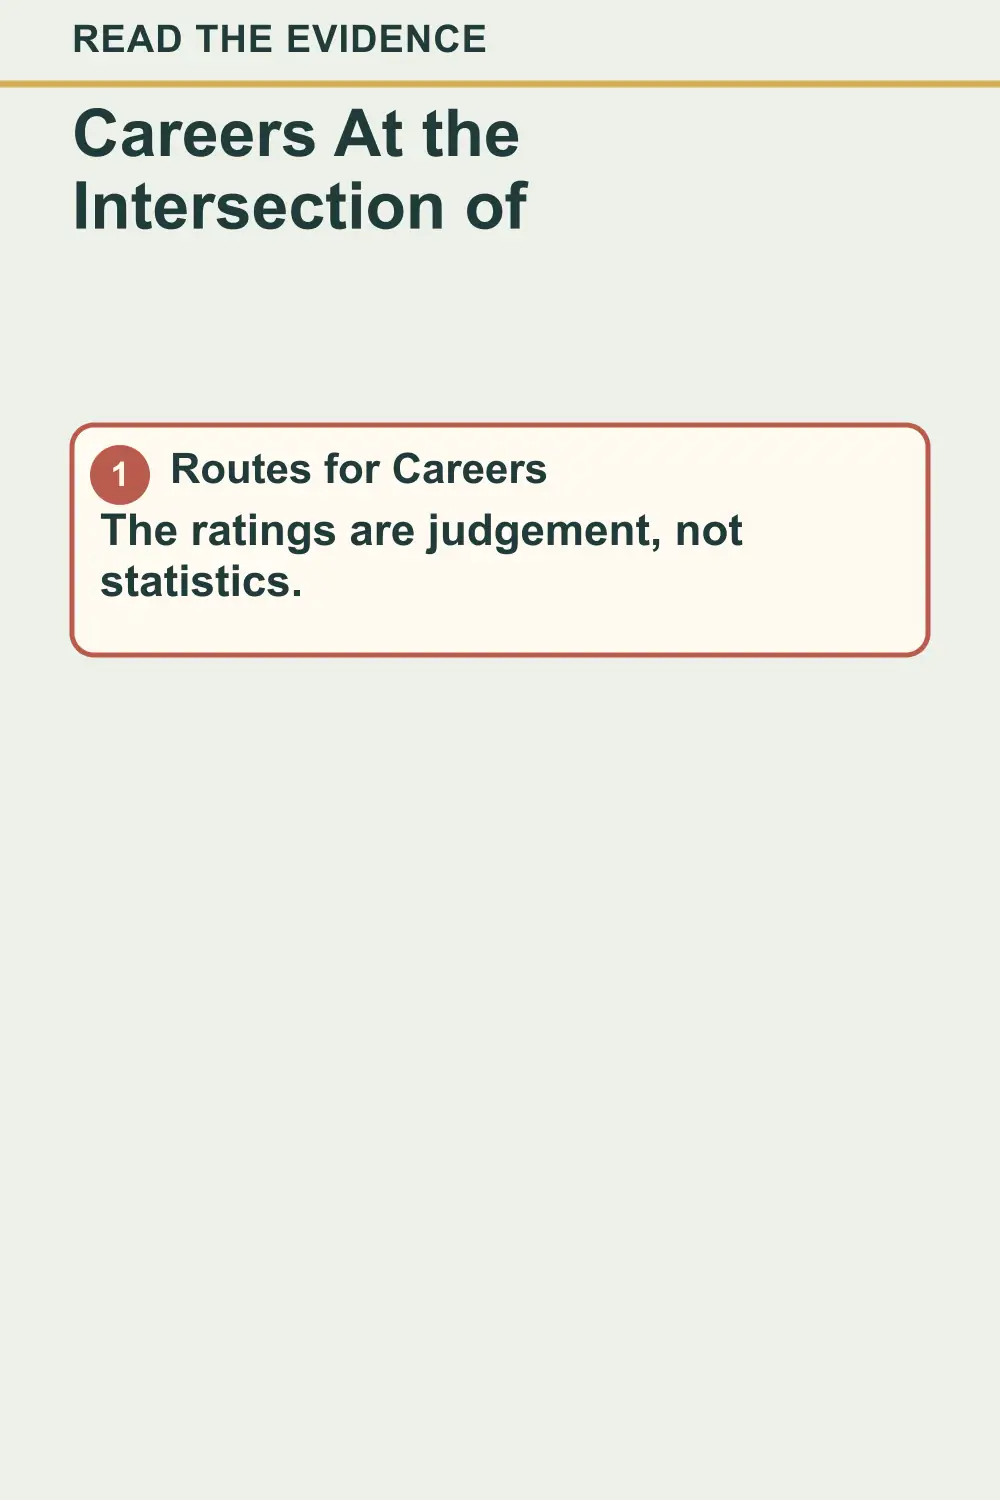 READ THE EVIDENCE
Careers At the
Intersection of
1 Routes for Careers
The ratings are judgement, not
statistics.